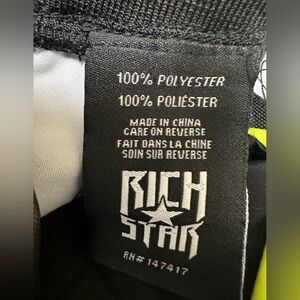 100% POLYESTER
100% POLIÉSTER
MADE IN CHINA
CARE ON REVERSE
FAIT DANS LA CHINE
SOIN SUR REVERSE
RICH
STAR
RN# 147417